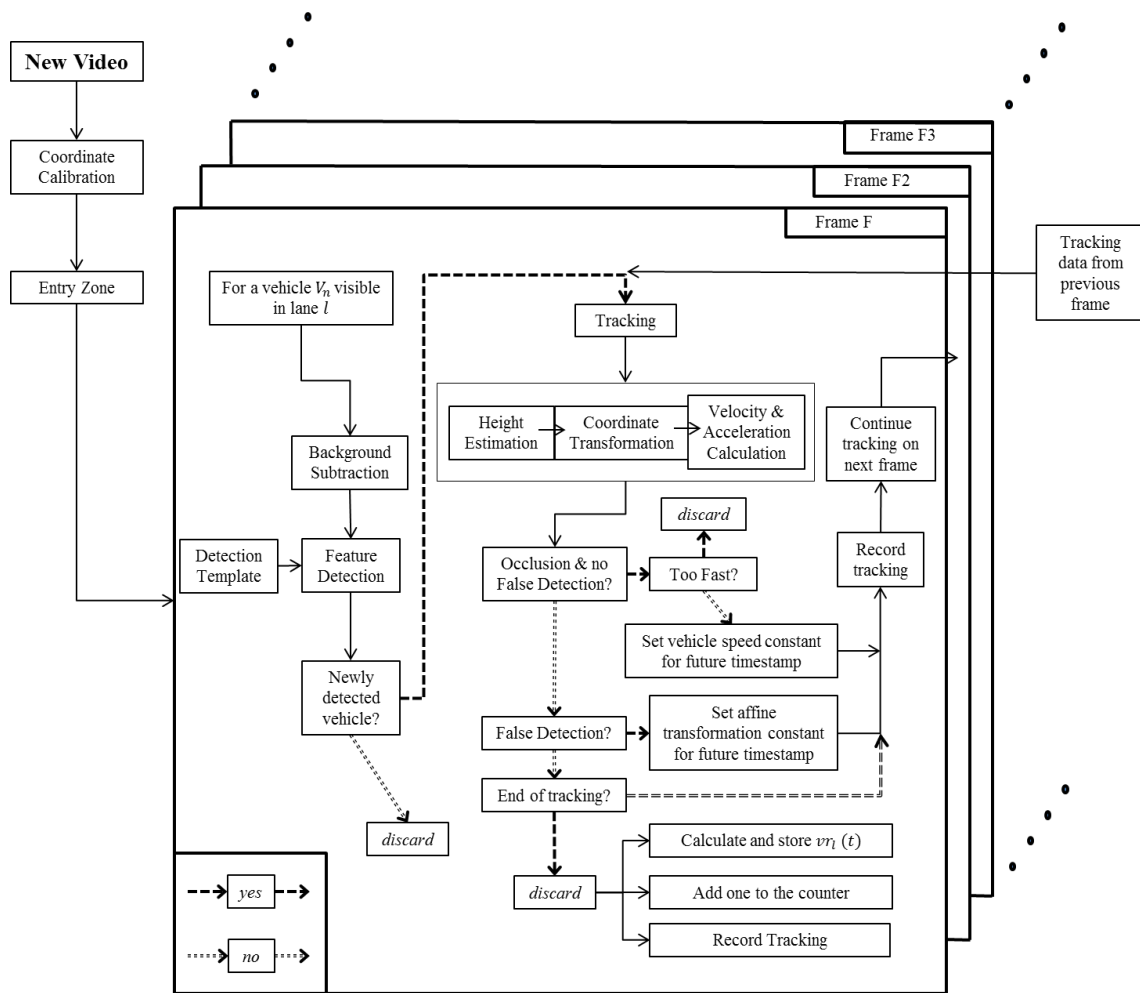 New Video
Coordinate
Calibration
Entry Zone
Frame F3
Frame F2
Frame F
Tracking
data from
previous
frame
For a vehicle Vₙ visible
in lane l
Background
Subtraction
Detection
Template
Feature
Detection
Newly
detected
vehicle?
discard
Tracking
Height
Estimation
Coordinate
Transformation
Velocity &
Acceleration
Calculation
Occlusion & no
False Detection?
Too Fast?
discard
Set vehicle speed constant
for future timestamp
False Detection?
Set affine
transformation constant
for future timestamp
End of tracking?
discard
Calculate and store vrₗ (t)
Add one to the counter
Record Tracking
Record
tracking
Continue
tracking on
next frame
yes
no